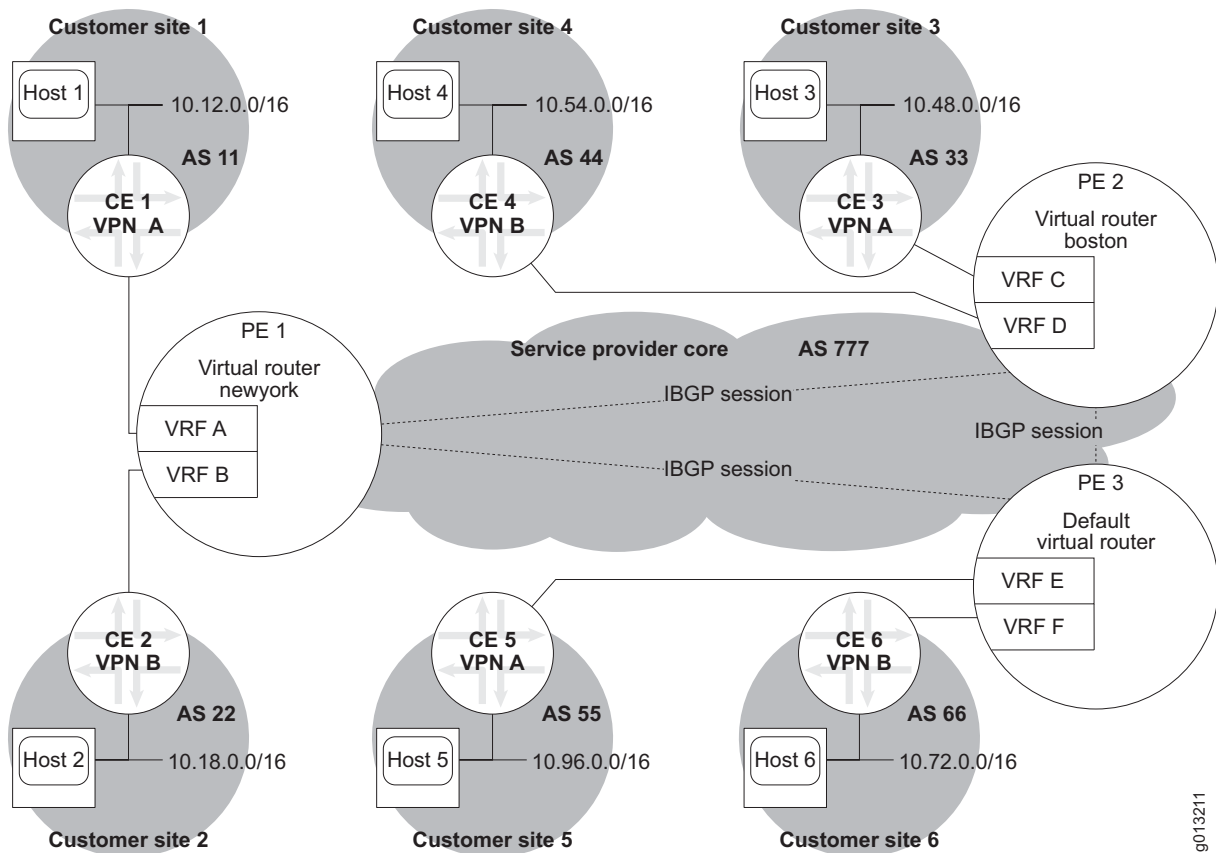 Customer site 1
Customer site 4
Customer site 3
Host 1
10.12.0.0/16
Host 4
10.54.0.0/16
Host 3
10.48.0.0/16
AS 11
AS 44
AS 33
CE 1
VPN A
CE 4
VPN B
CE 3
VPN A
PE 2
Virtual router
boston
VRF C
VRF D
PE 1
Virtual router
newyork
VRF A
VRF B
Service provider core
AS 777
IBGP session
IBGP session
IBGP session
PE 3
Default
virtual router
VRF E
VRF F
CE 2
VPN B
CE 5
VPN A
CE 6
VPN B
AS 22
AS 55
AS 66
Host 2
10.18.0.0/16
Host 5
10.96.0.0/16
Host 6
10.72.0.0/16
Customer site 2
Customer site 5
Customer site 6
g013211